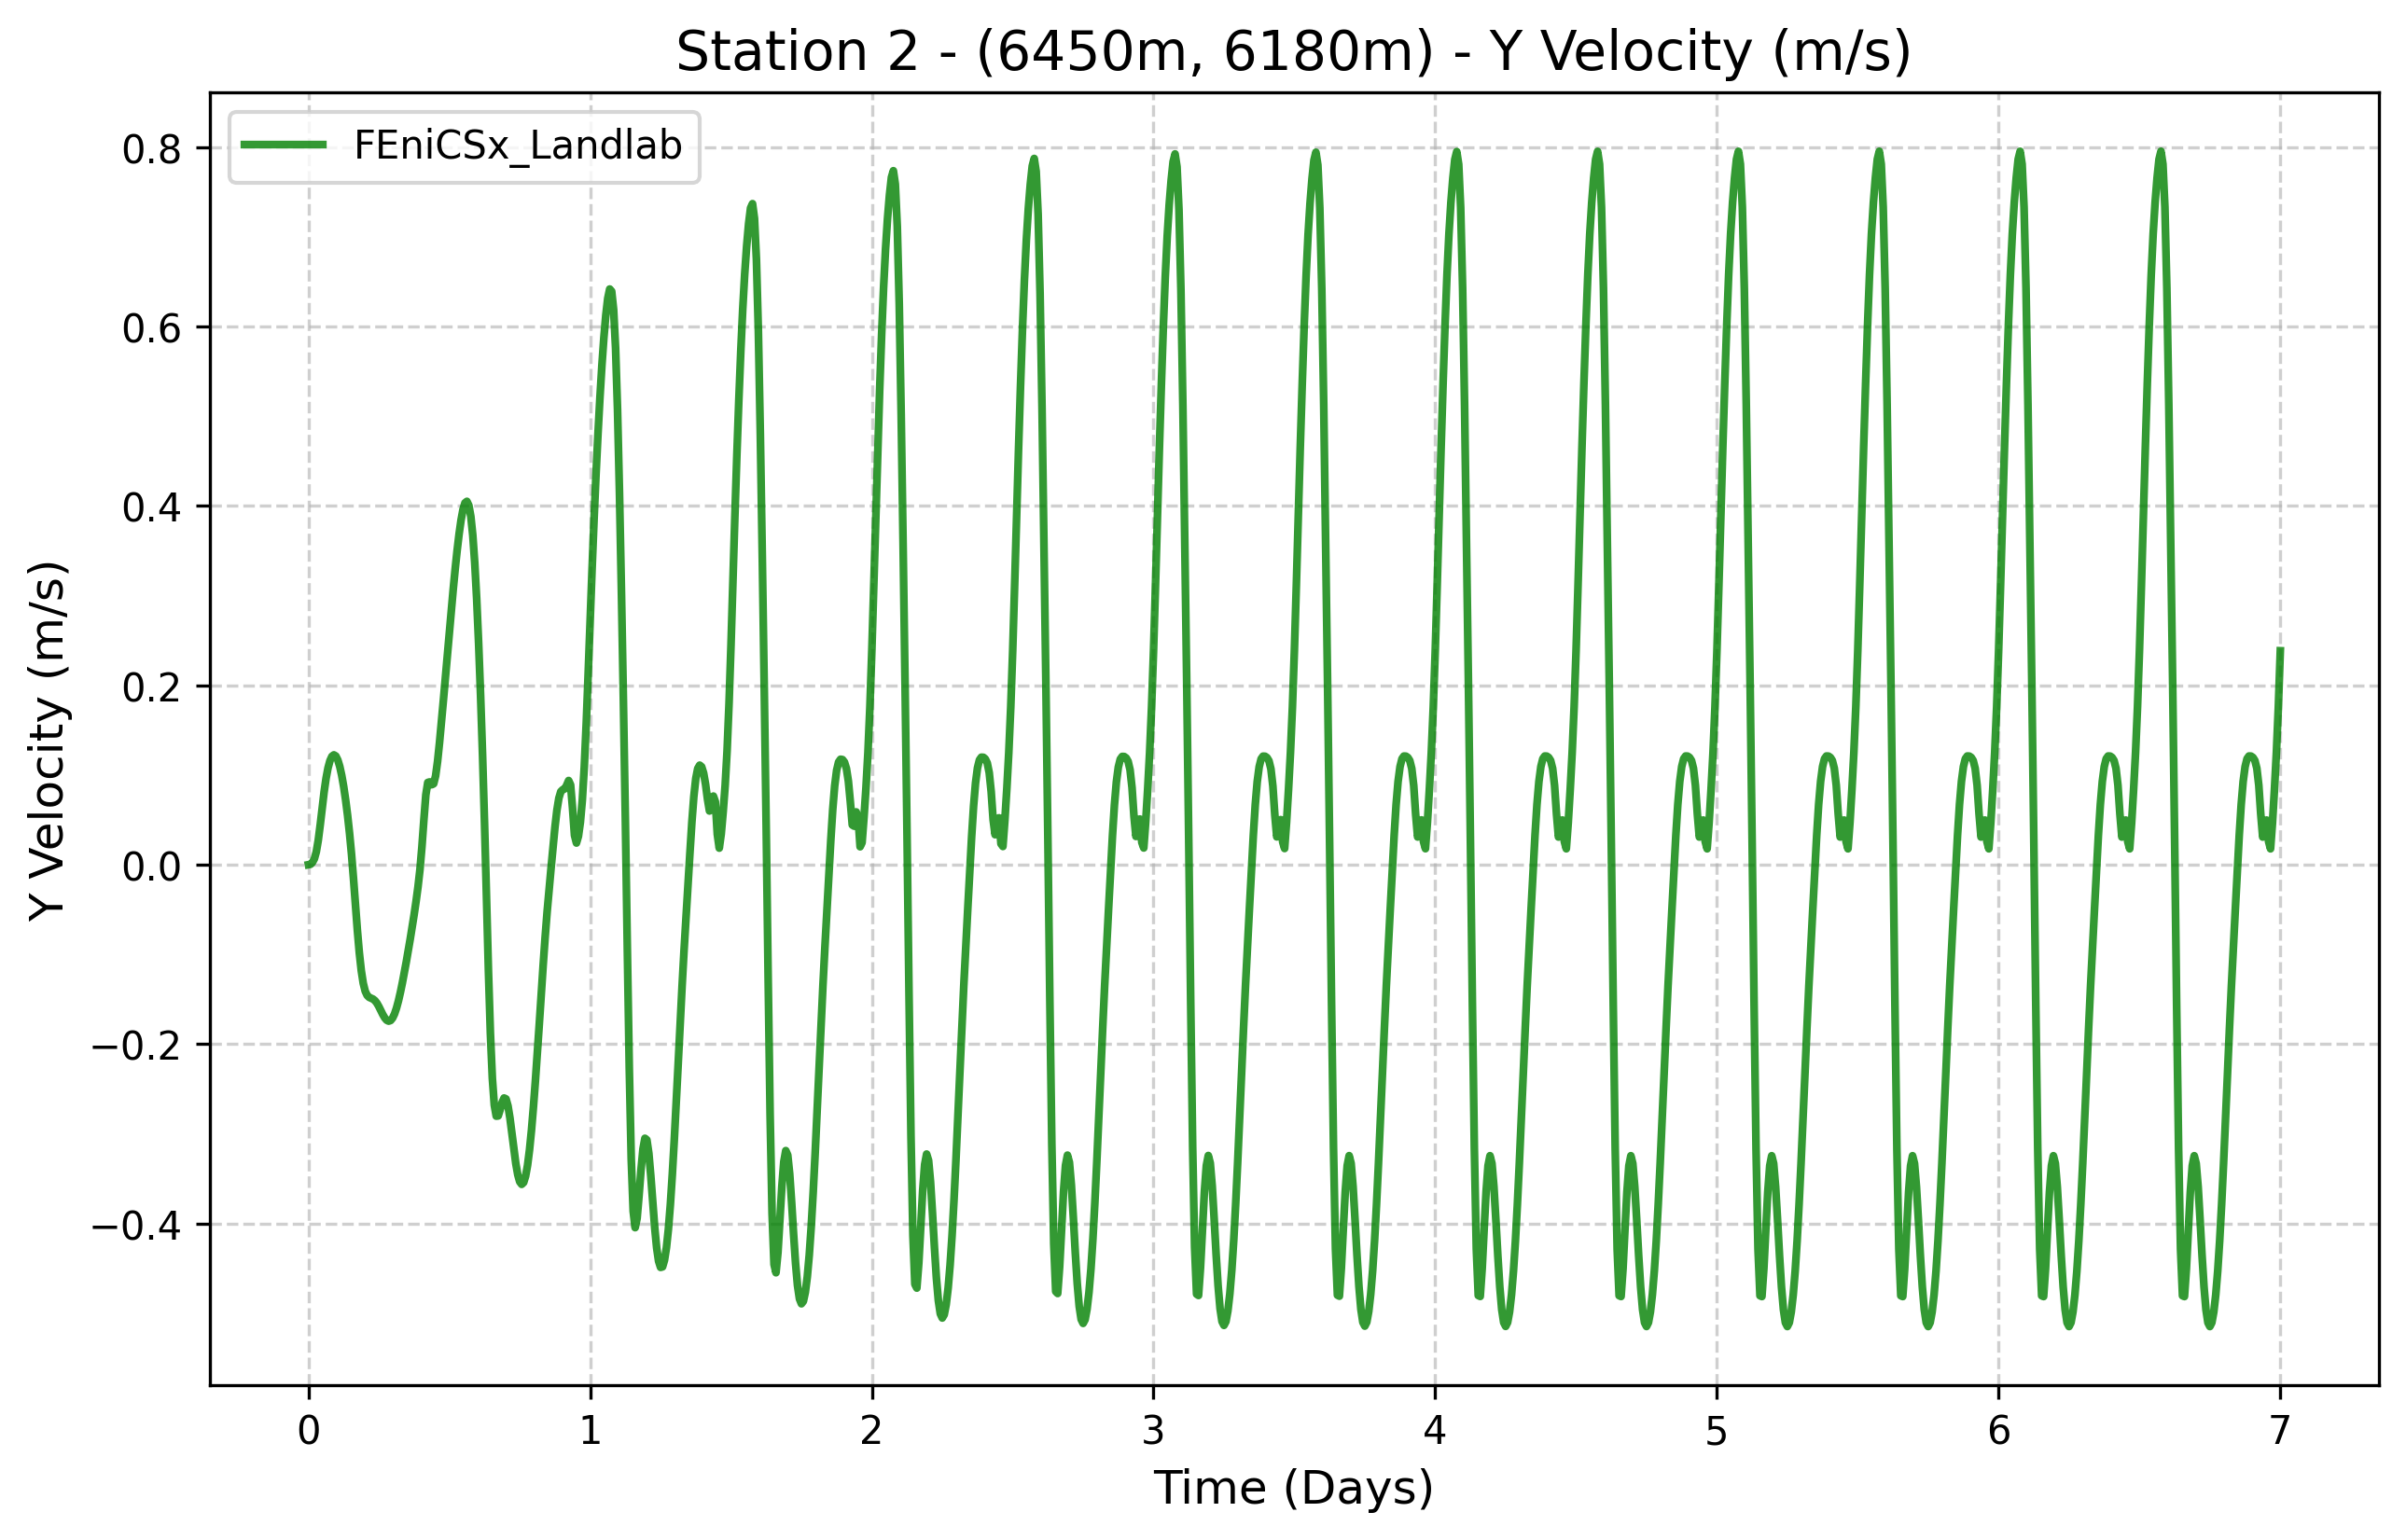 Station 2 - (6450m, 6180m) - Y Velocity (m/s)
FEniCSx_Landlab
Y Velocity (m/s)
0.8
0.6
0.4
0.2
0.0
−0.2
−0.4
0 1 2 3 4 5 6 7
Time (Days)